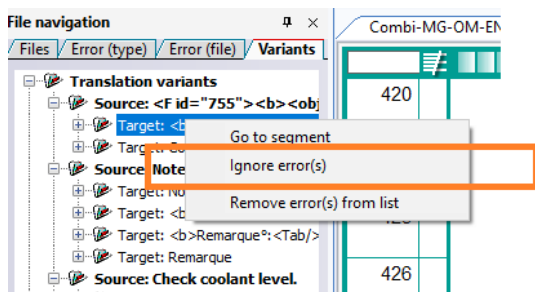 File navigation
Combi-MG-OM-EN
Files Error (type) Error (file) Variants
Translation variants
Source: <F id="755"><b><obj
Target: <b
Go to segment
Target:
Ignore error(s)
Source: Note
Target: No
Remove error(s) from list
Target: <b
Target: <b>Remarque°:<Tab/>
Target: Remarque
Source: Check coolant level.
420
426